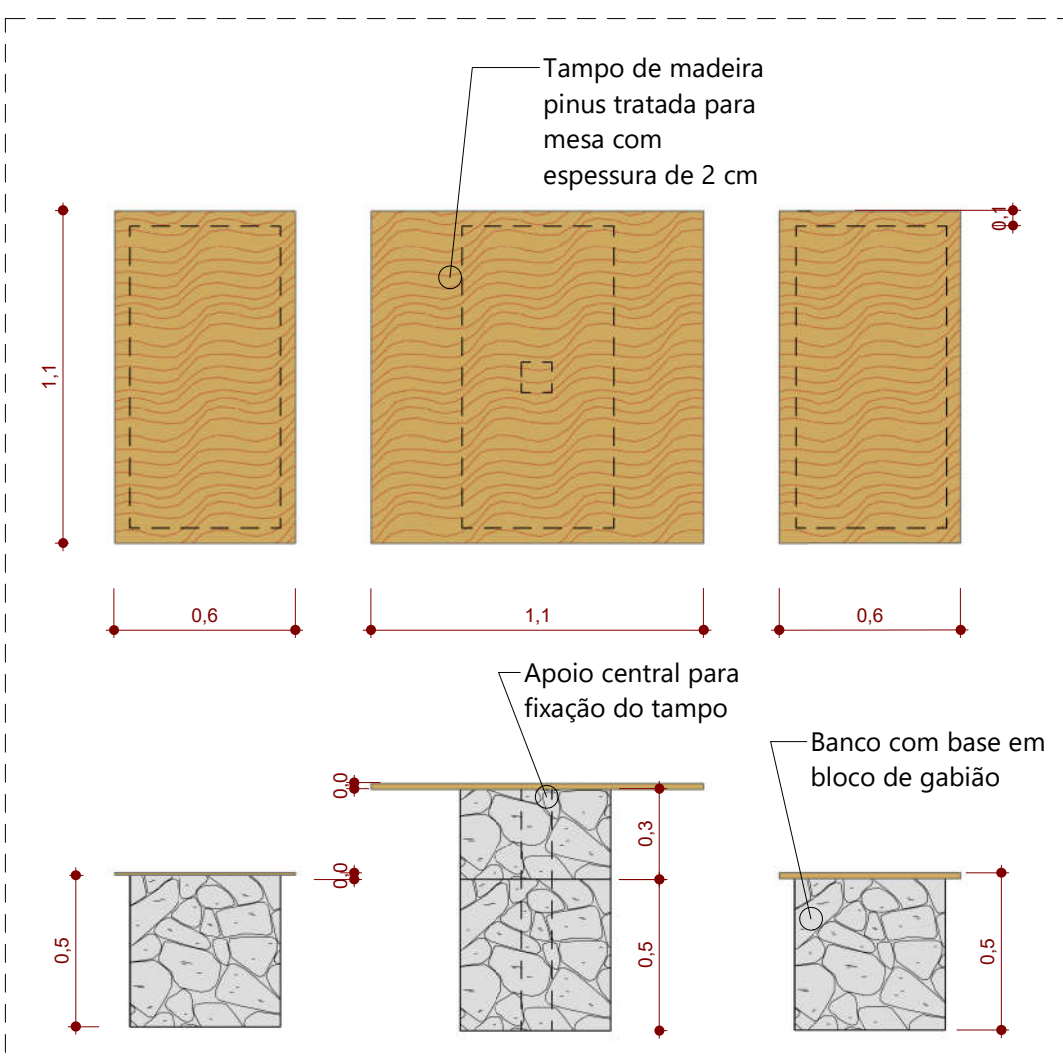 Tampo de madeira
pinus tratada para
mesa com
espessura de 2 cm
0,1
1,1
0,6
1,1
0,6
Apoio central para
fixação do tampo
Banco com base em
bloco de gabião
0,0
0,3
0,0
0,5
0,5
0,5